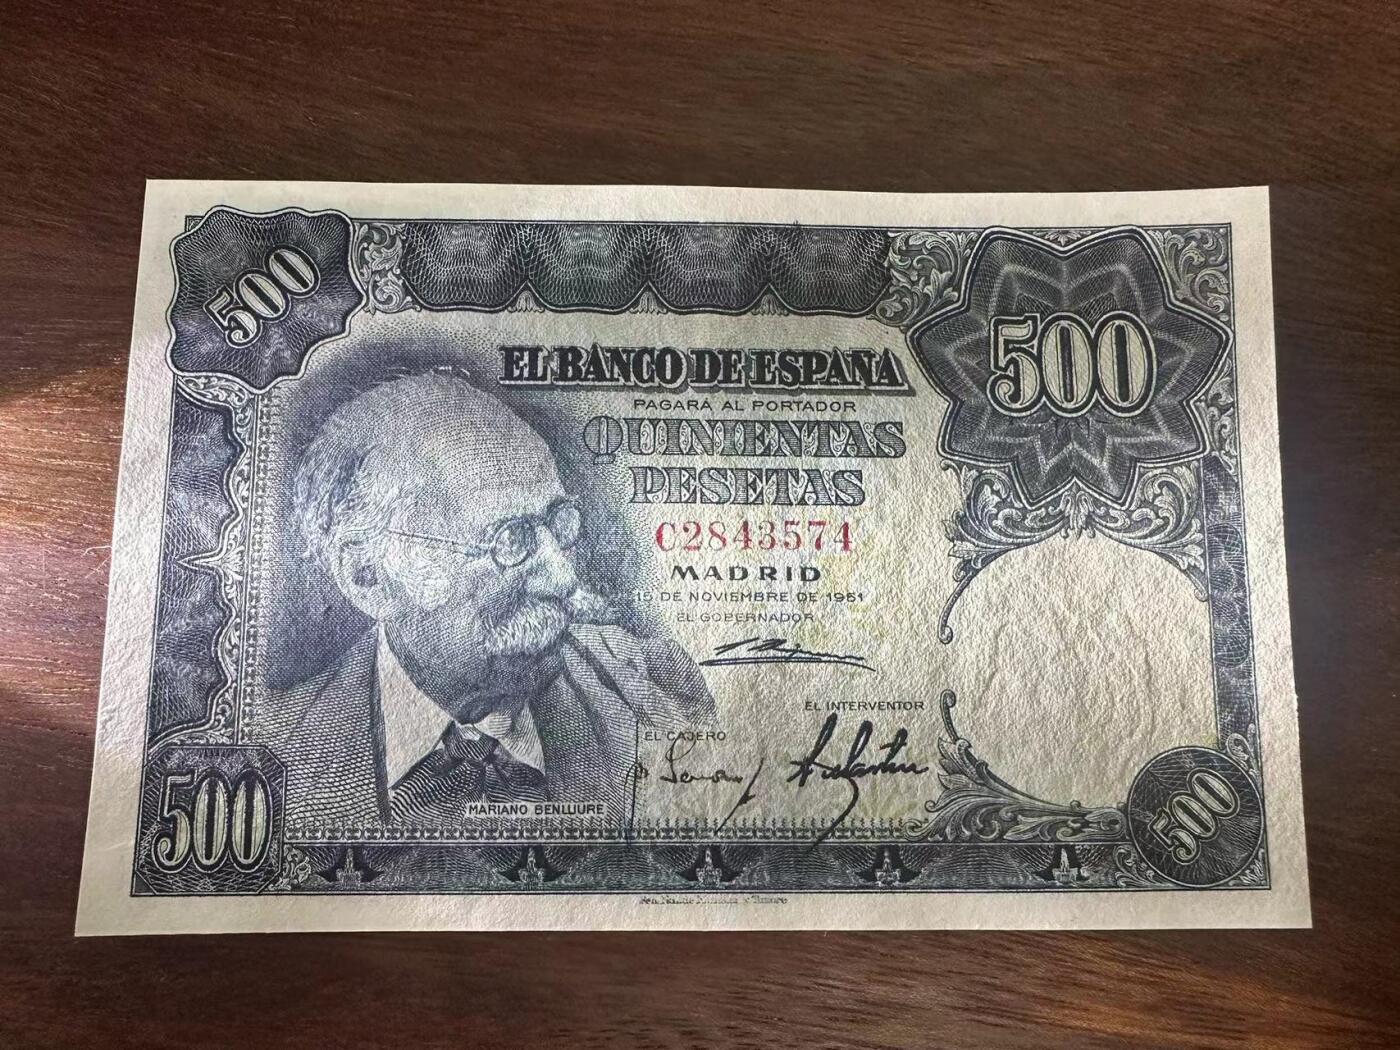 500
500
EL BANCO DE ESPAÑA
PAGARÁ AL PORTADOR
QUINIENTAS
PESETAS
C2843574
MADRID
15 DE NOVIEMBRE DE 1951
EL GOBERNADOR
EL INTERVENTOR
EL CAJERO
MARIANO BENLLIURE
500
500